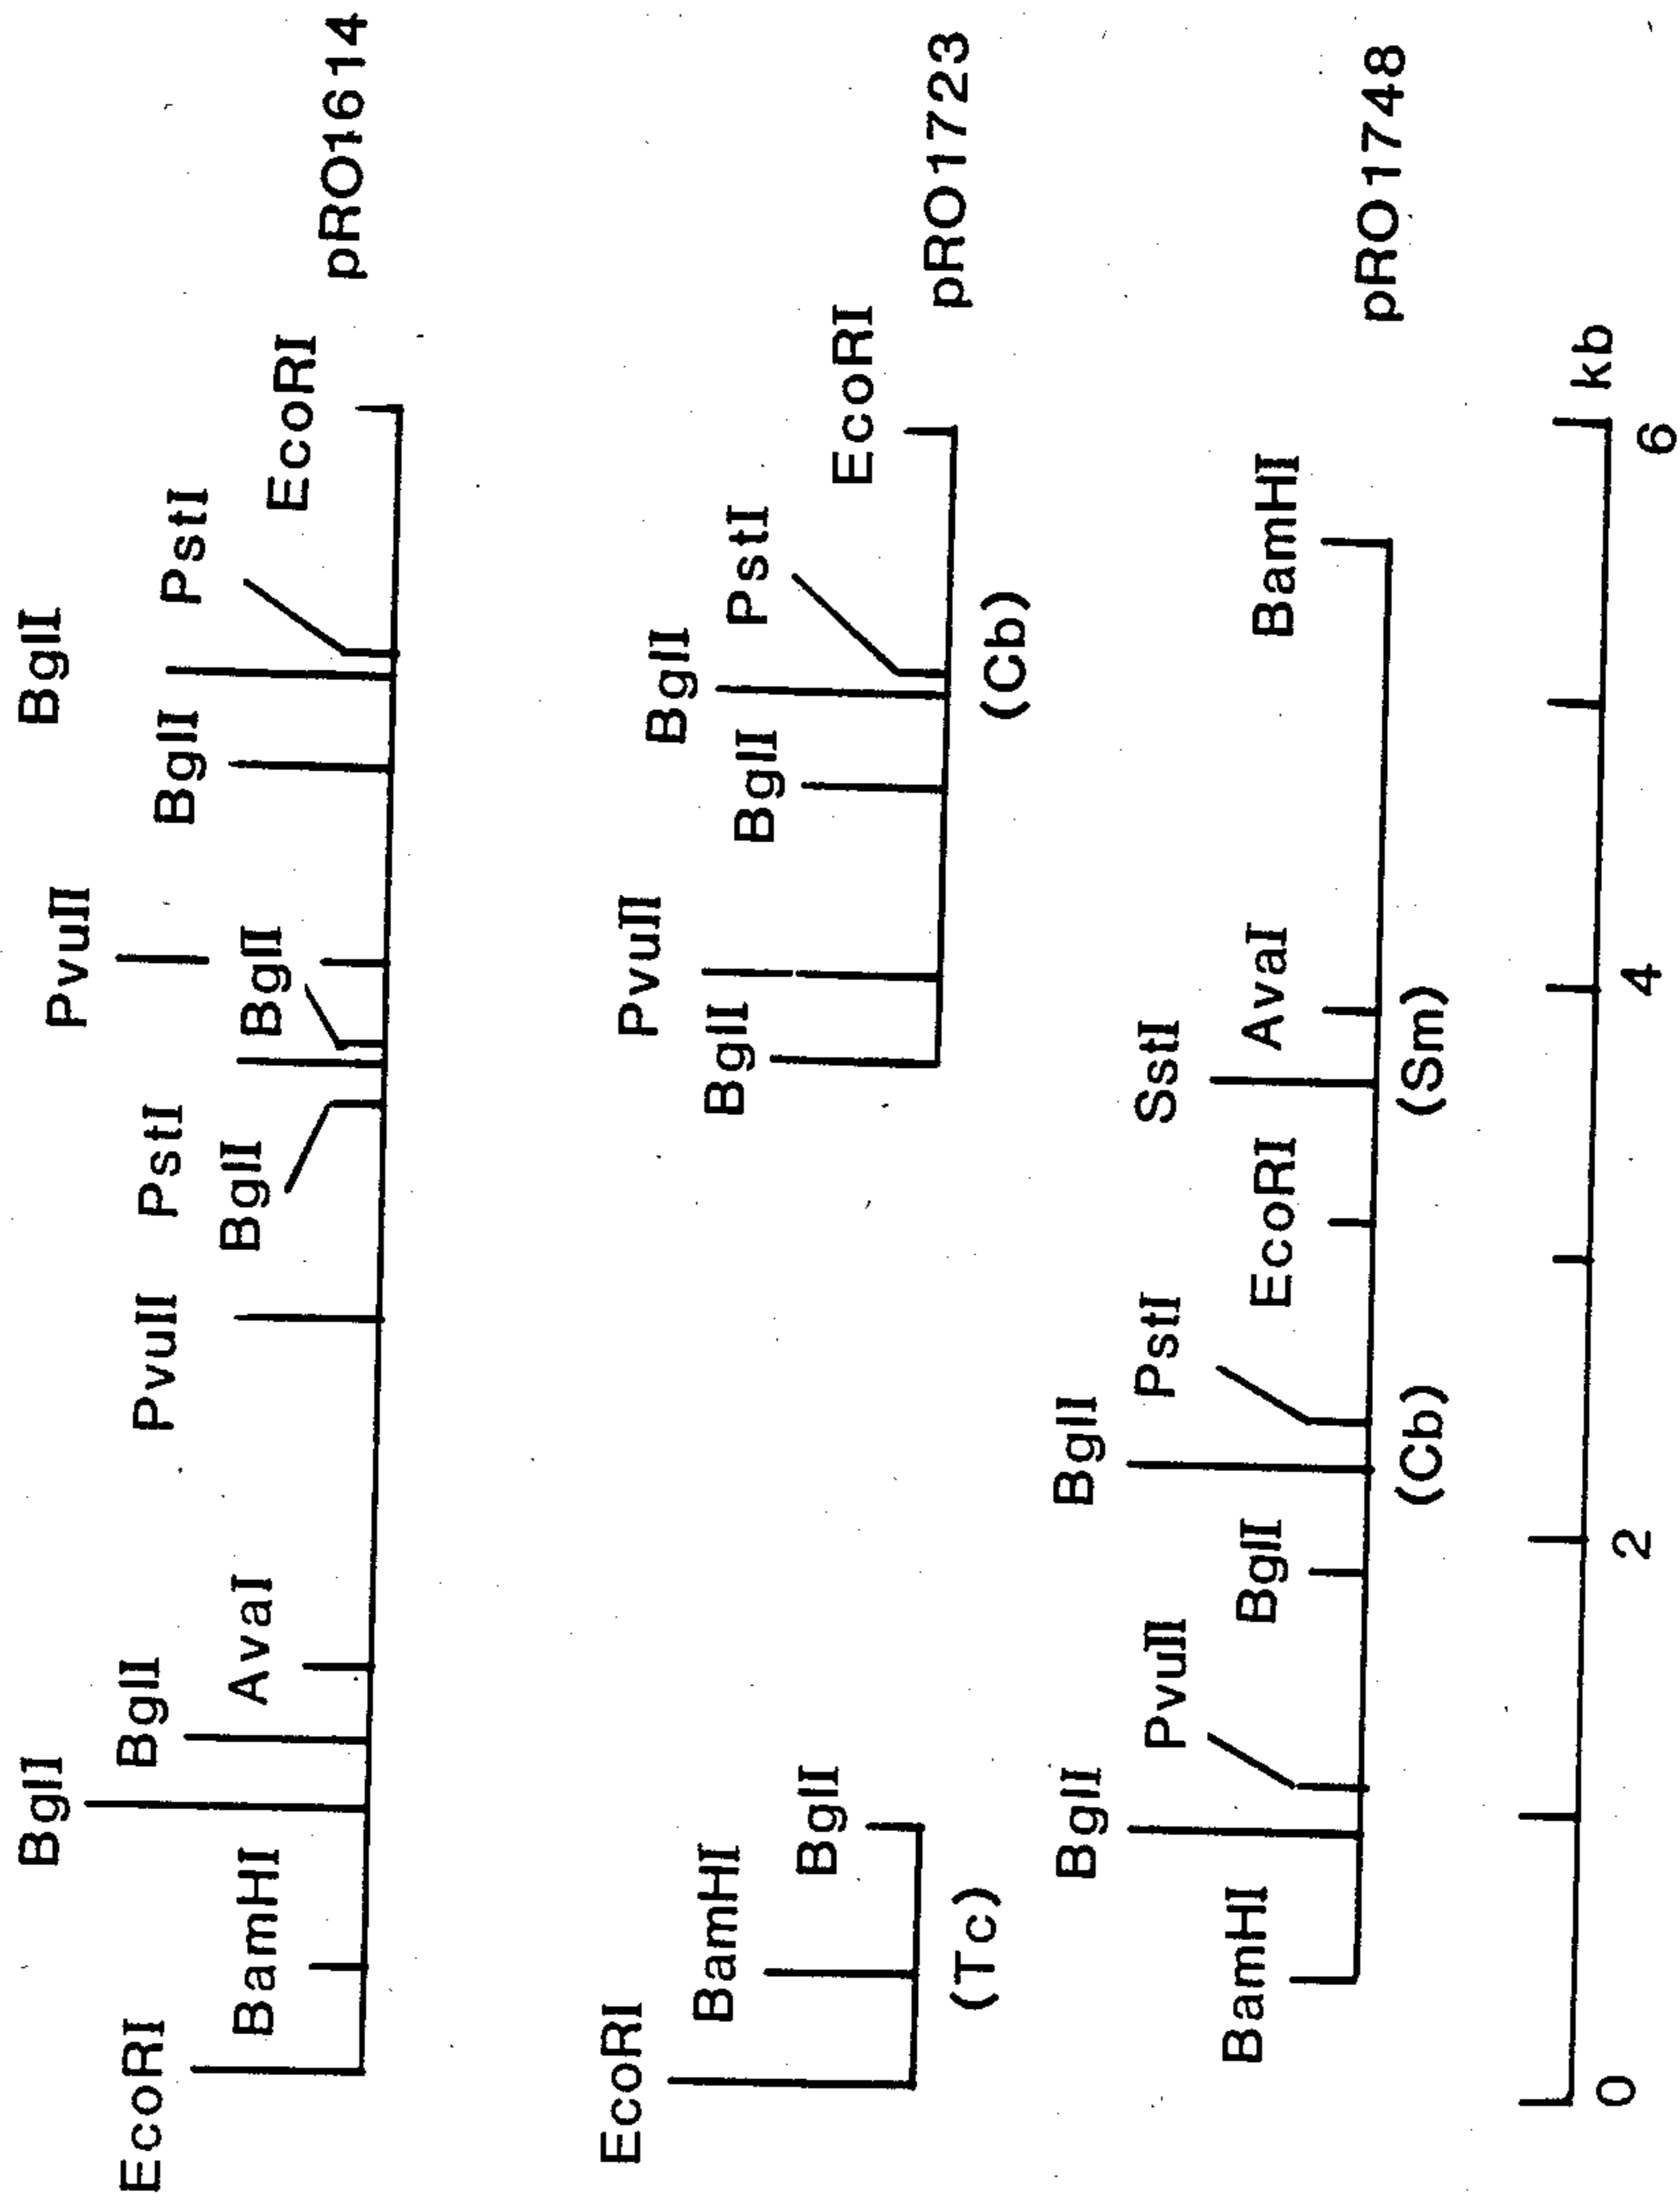 BglI
BglI
PvuII
EcoRI
BglI
PvuII
PstI
BglI
PstI
BamHI
AvaI
BglI
BglI
EcoRI
pRO1614
EcoRI
BamHI
BglI
(Tc)
BglI
PvuII
BglI
BglI
PstI
(Cb)
EcoRI
pRO1723
BamHI
BglI
PvuII
BglI
BglI
PstI
(Cb)
EcoRI
SstI
AvaI
(Sm)
BamHI
pRO1748
0
2
4
6
kb